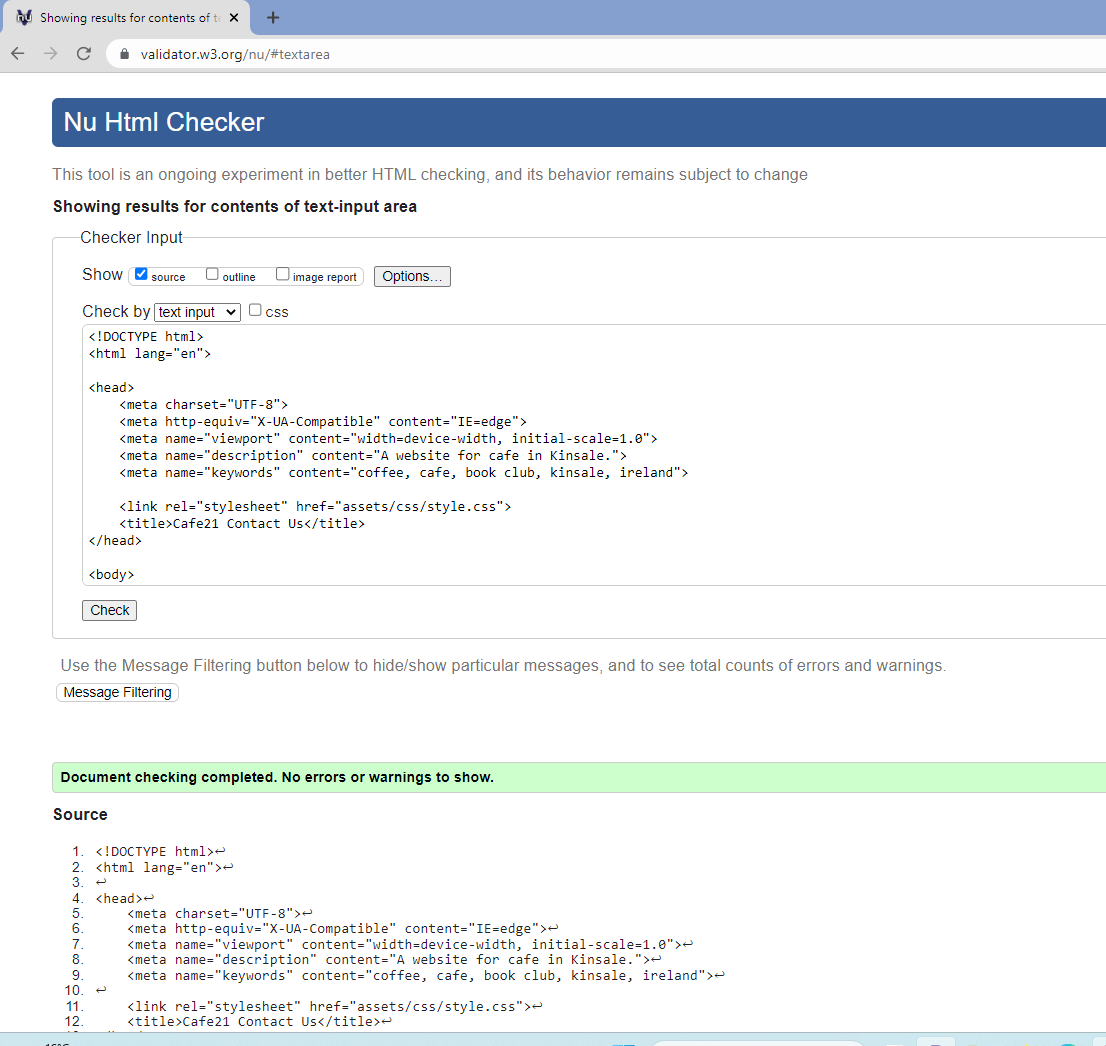 Showing results for contents of te
validator.w3.org/nu/#textarea
Nu Html Checker
This tool is an ongoing experiment in better HTML checking, and its behavior remains subject to change
Showing results for contents of text-input area
Checker Input
Show source outline image report Options...
Check by text input css
<!DOCTYPE html>
<html lang="en">
<head>
    <meta charset="UTF-8">
    <meta http-equiv="X-UA-Compatible" content="IE=edge">
    <meta name="viewport" content="width=device-width, initial-scale=1.0">
    <meta name="description" content="A website for cafe in Kinsale.">
    <meta name="keywords" content="coffee, cafe, book club, kinsale, ireland">
    <link rel="stylesheet" href="assets/css/style.css">
    <title>Cafe21 Contact Us</title>
</head>
<body>
Check
Use the Message Filtering button below to hide/show particular messages, and to see total counts of errors and warnings.
Message Filtering
Document checking completed. No errors or warnings to show.
Source
1. <!DOCTYPE html>↩
2. <html lang="en">↩
3. ↩
4. <head>↩
5.     <meta charset="UTF-8">↩
6.     <meta http-equiv="X-UA-Compatible" content="IE=edge">↩
7.     <meta name="viewport" content="width=device-width, initial-scale=1.0">↩
8.     <meta name="description" content="A website for cafe in Kinsale.">↩
9.     <meta name="keywords" content="coffee, cafe, book club, kinsale, ireland">↩
10. ↩
11.     <link rel="stylesheet" href="assets/css/style.css">↩
12.     <title>Cafe21 Contact Us</title>↩